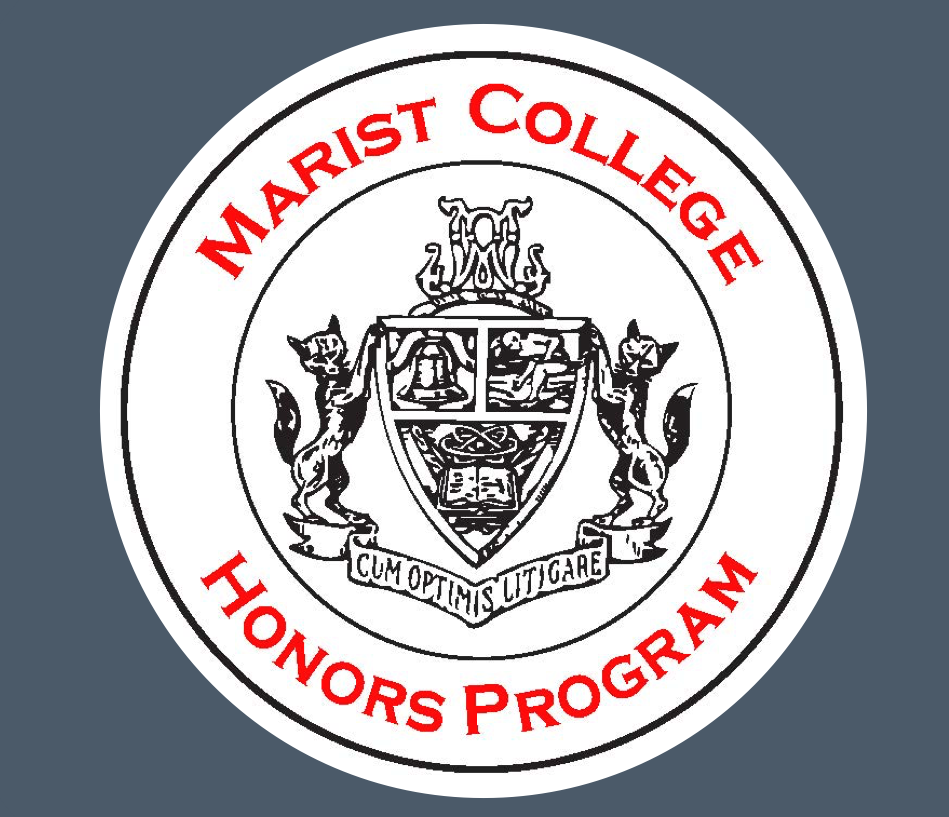 MARIST COLLEGE
CUM OPTIMIS LITIGARE
HONORS PROGRAM